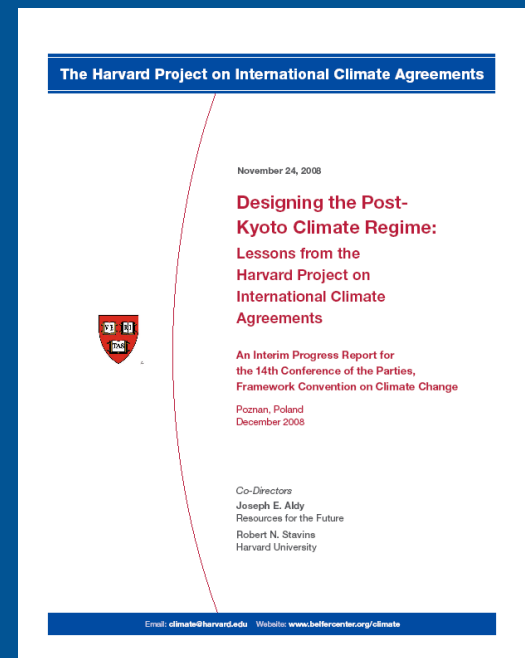 The Harvard Project on International Climate Agreements
November 24, 2008
Designing the Post-
Kyoto Climate Regime:
Lessons from the
Harvard Project on
International Climate
Agreements
VE RI
TAS
An Interim Progress Report for
the 14th Conference of the Parties,
Framework Convention on Climate Change
Poznan, Poland
December 2008
Co-Directors
Joseph E. Aldy
Resources for the Future
Robert N. Stavins
Harvard University
Email: climate@harvard.edu Website: www.belfercenter.org/climate